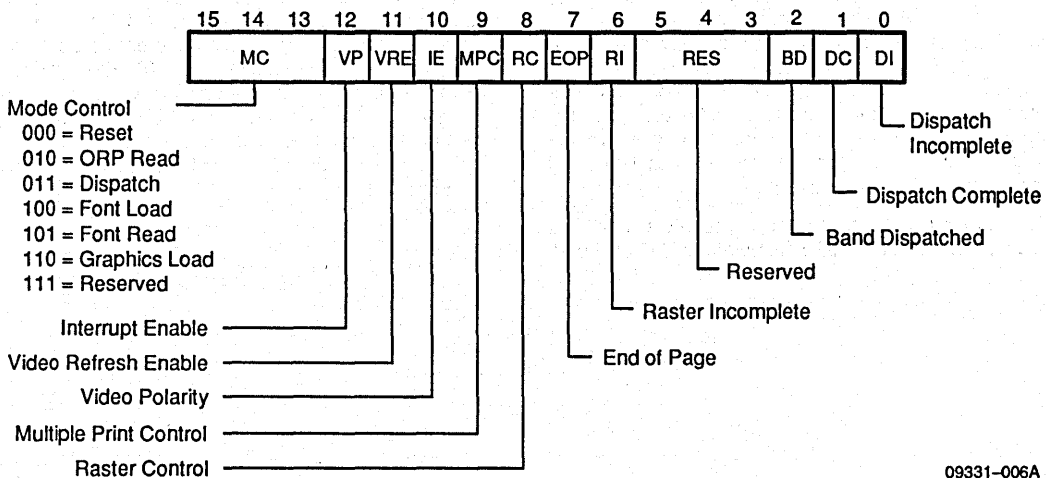 15 14 13 12 11 10 9 8 7 6 5 4 3 2 1 0
MC VP VRE IE MPC RC EOP RI RES BD DC DI
Mode Control
000 = Reset
010 = ORP Read
011 = Dispatch
100 = Font Load
101 = Font Read
110 = Graphics Load
111 = Reserved
Interrupt Enable
Video Refresh Enable
Video Polarity
Multiple Print Control
Raster Control
Dispatch
Incomplete
Dispatch Complete
Band Dispatched
Reserved
Raster Incomplete
End of Page
09331-006A